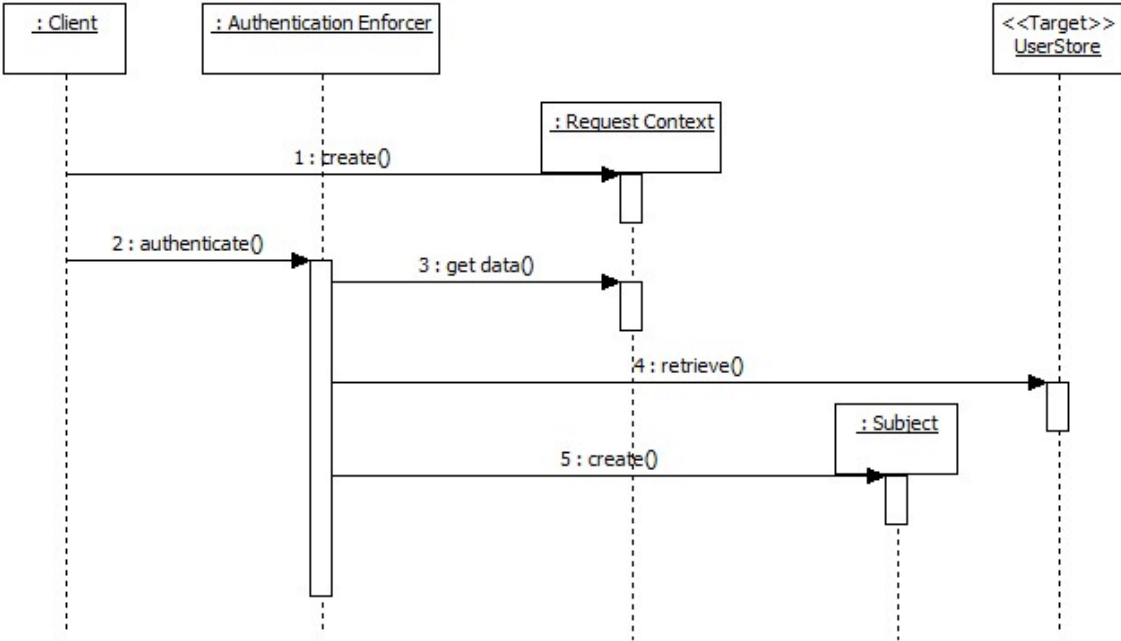 : Client
: Authentication Enforcer
<<Target>>
UserStore
: Request Context
1 : create()
2 : authenticate()
3 : get data()
4 : retrieve()
: Subject
5 : create()